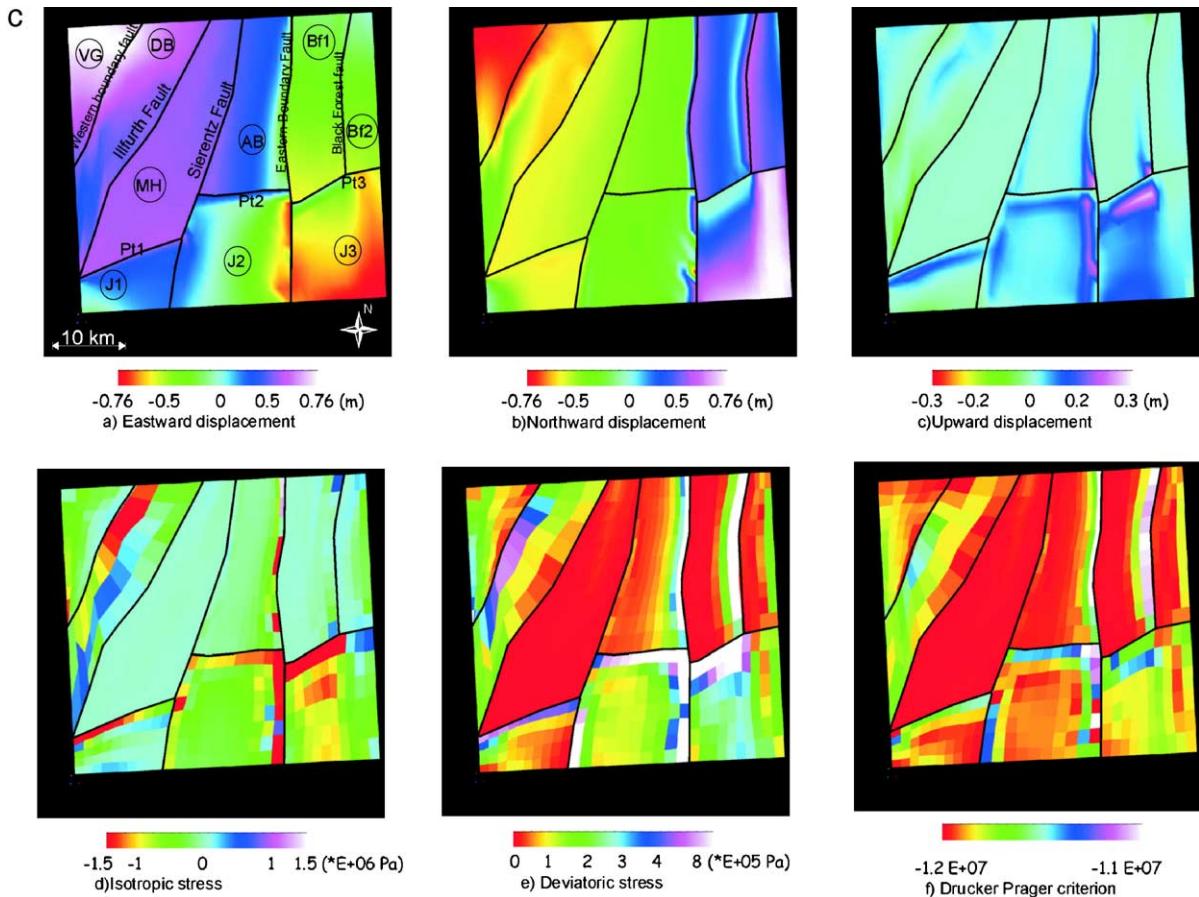 C
VG
DB
Western boundary fault
Illfurth Fault
Sierentz Fault
Eastern Boundary Fault
Black Forest fault
Bf1
Bf2
AB
MH
Pt1
Pt2
Pt3
J1
J2
J3
N
10 km
-0.76 -0.5 0 0.5 0.76 (m)
a) Eastward displacement
-0.76 -0.5 0 0.5 0.76 (m)
b)Northward displacement
-0.3 -0.2 0 0.2 0.3 (m)
c)Upward displacement
-1.5 -1 0 1 1.5 (*E+06 Pa)
d)Isotropic stress
0 1 2 3 4 8 (*E+05 Pa)
e) Deviatoric stress
-1.2 E+07 -1.1E+07
f) Drucker Prager criterion